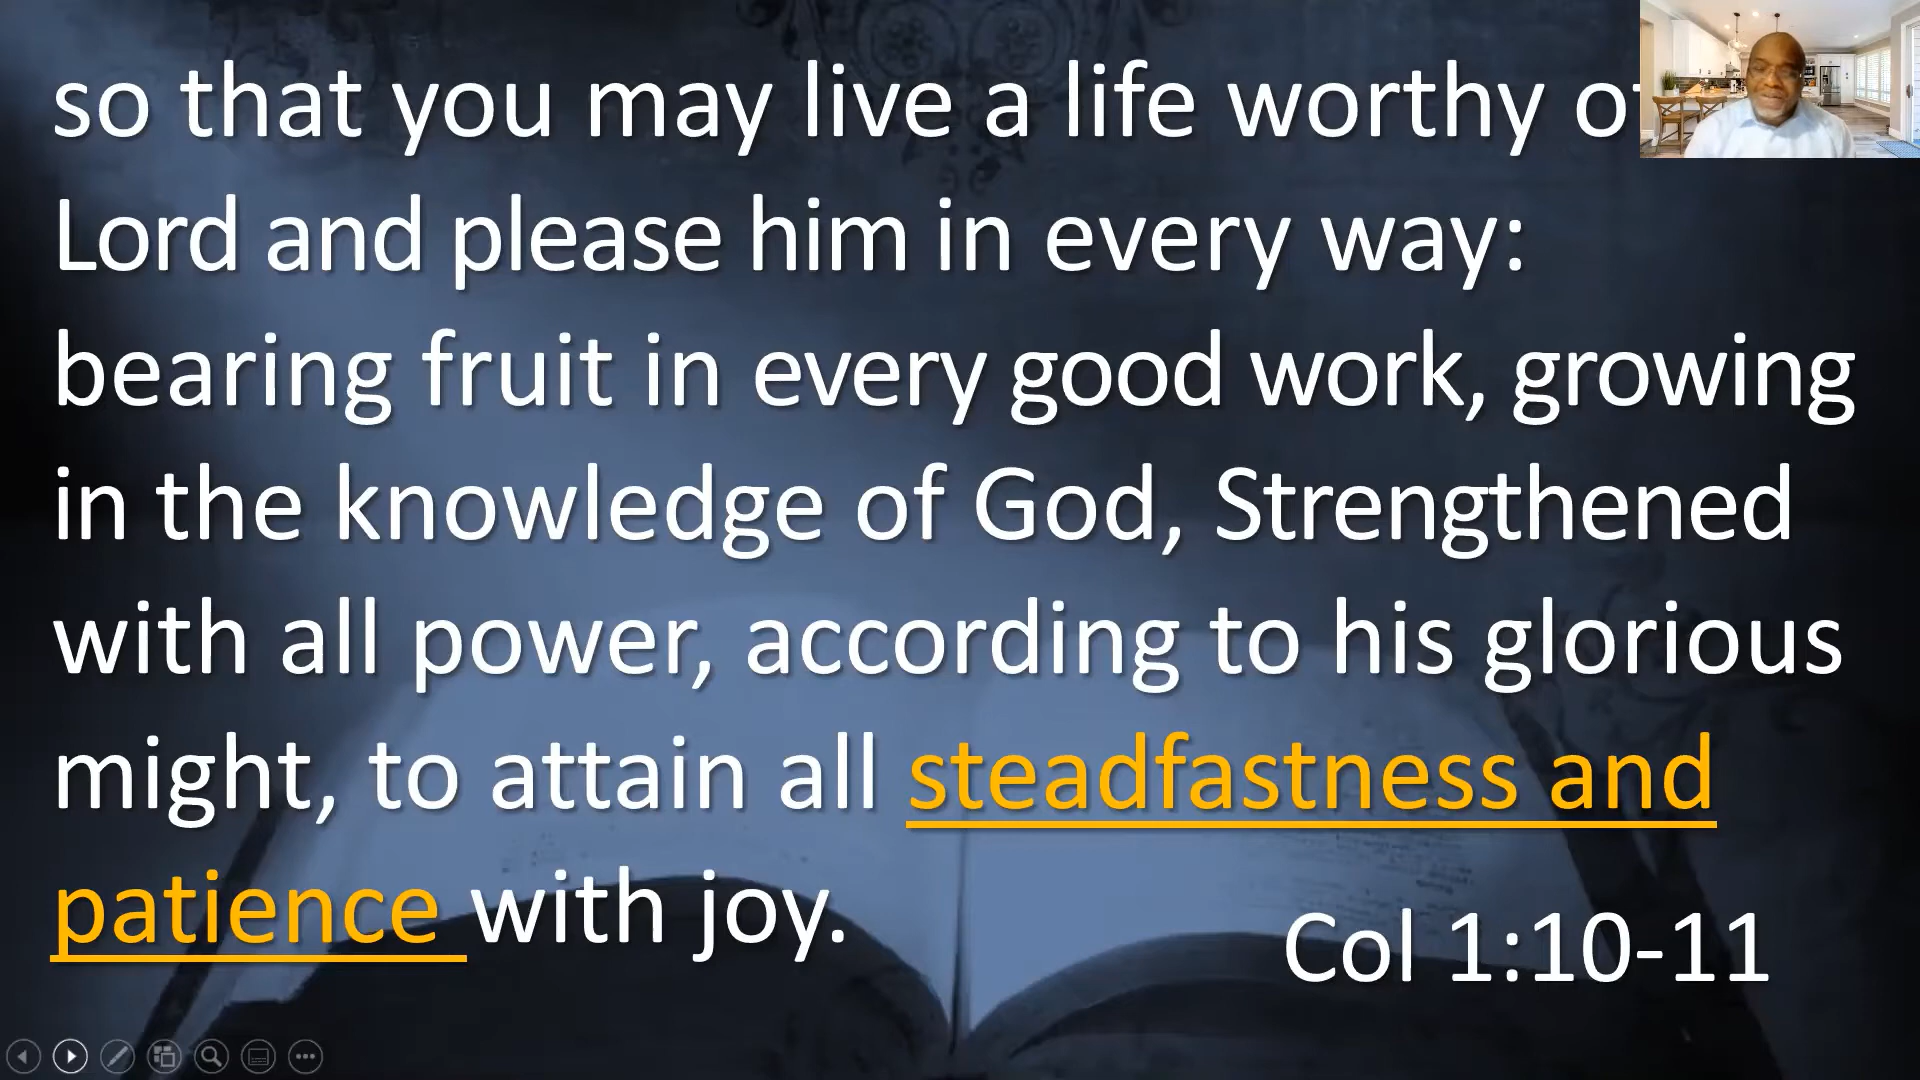 so that you may live a life worthy
Lord and please him in every way:
bearing fruit in every good work, growing
in the knowledge of God, Strengthened
with all power, according to his glorious
might, to attain all steadfastness and
patience with joy.
Col 1:10-11